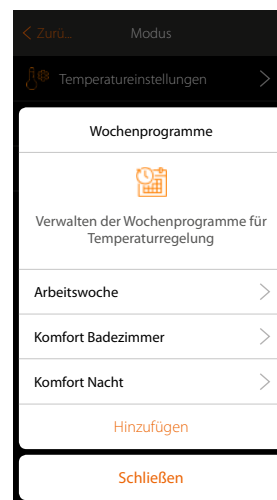 Zurü...
Modus
Temperatureinstellungen
Wochenprogramme
Verwalten der Wochenprogramme für
Temperaturregelung
Arbeitswoche
Komfort Badezimmer
Komfort Nacht
Hinzufügen
Schließen